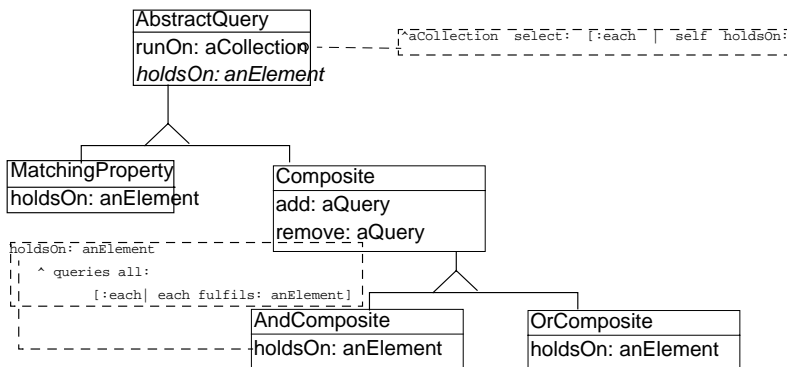 AbstractQuery
runOn: aCollection
holdsOn: anElement
^aCollection select: [:each | self holdsOn:
MatchingProperty
holdsOn: anElement
Composite
add: aQuery
remove: aQuery
holdsOn: anElement
^ queries all:
[:each| each fulfils: anElement]
AndComposite
holdsOn: anElement
OrComposite
holdsOn: anElement